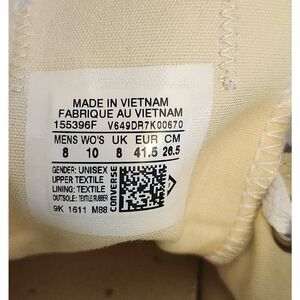 MADE IN VIETNAM
FABRIQUE AU VIETNAM
155396F V649DR7K00670
MENS WO'S UK EUR CM
8 10 8 41.5 26.5
GENDER: UNISEX
UPPER TEXTILE
LINING: TEXTILE
OUTSOLE: TEXTILE/RUBBER
9K 1611 M88
CONVERSE